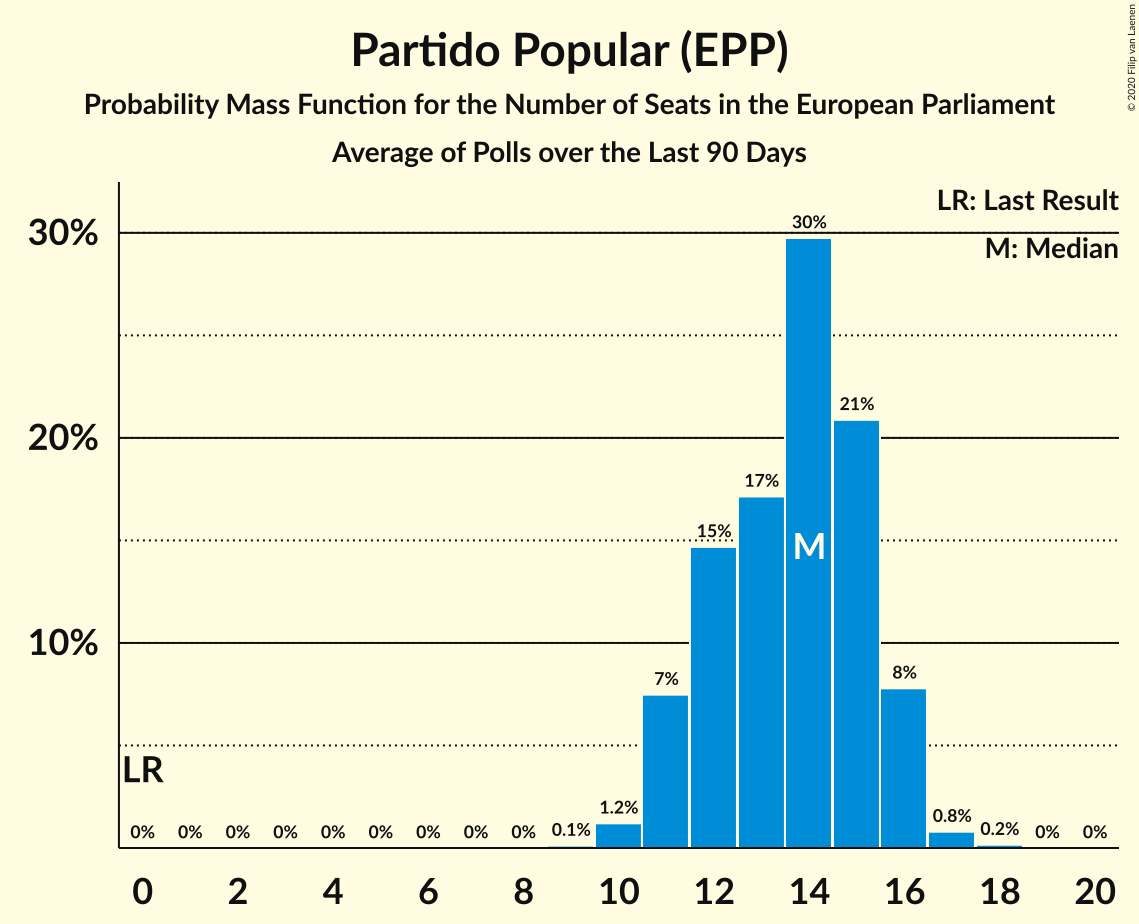 Partido Popular (EPP)
Probability Mass Function for the Number of Seats in the European Parliament
Average of Polls over the Last 90 Days
© 2020 Filip van Laenen
LR: Last Result
M: Median
30%
20%
10%
30%
21%
17%
15%
M
8%
7%
LR
1.2%
0.8%
0.1%
0.2%
0% 0% 0% 0% 0% 0% 0% 0% 0% 0% 0%
0 2 4 6 8 10 12 14 16 18 20